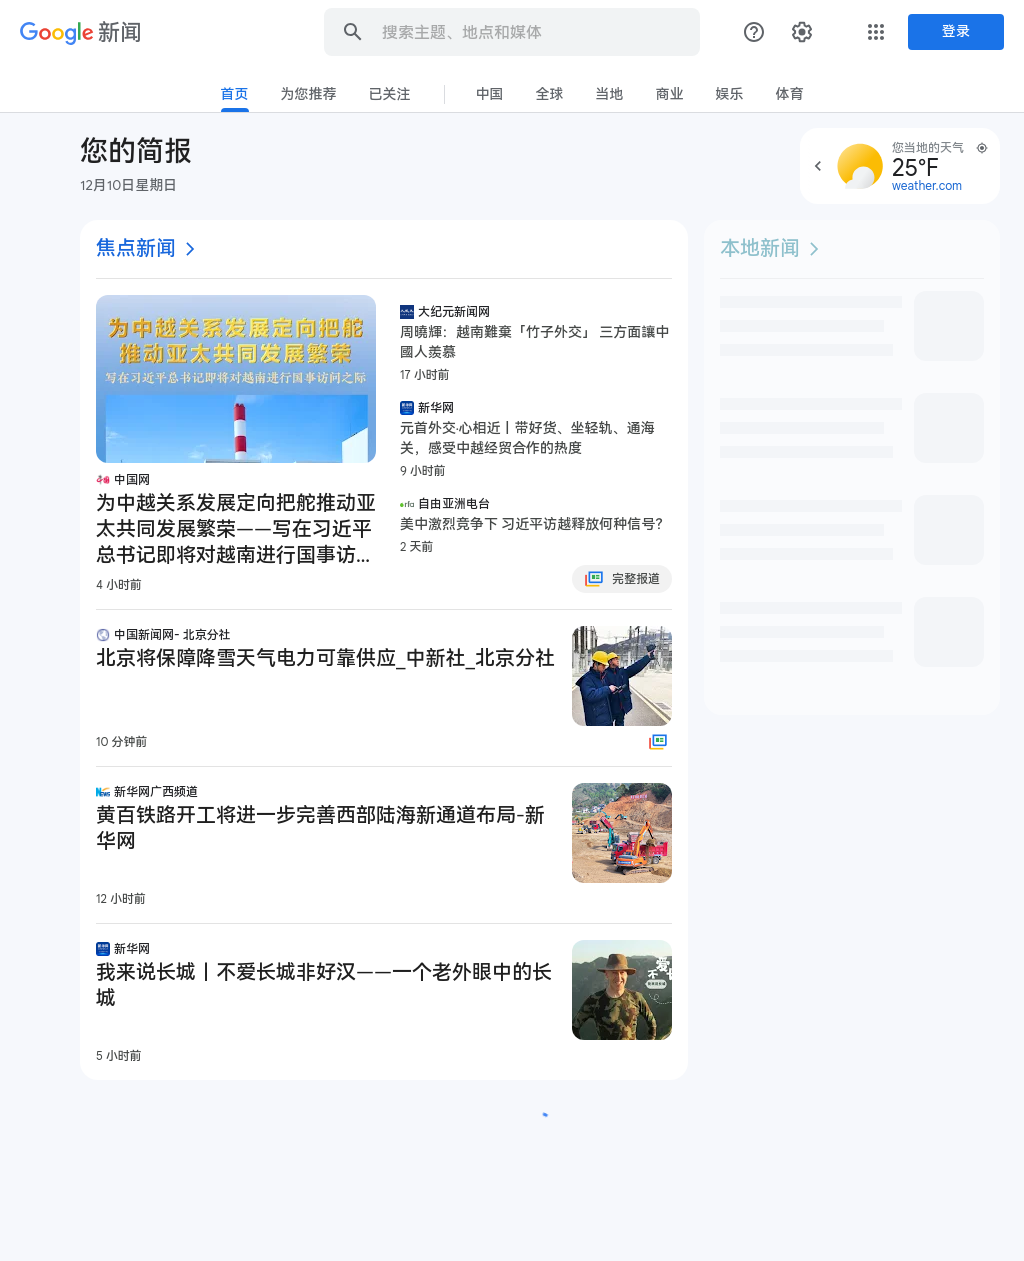 Google 新闻
搜索主题、地点和媒体
登录
首页
为您推荐
已关注
中国
全球
当地
商业
娱乐
体育
您的简报
12月10日星期日
您当地的天气
25°F
weather.com
焦点新闻
为中越关系发展定向把舵
推动亚太共同发展繁荣
写在习近平总书记即将对越南进行国事访问之际
中国网
为中越关系发展定向把舵推动亚
太共同发展繁荣——写在习近平
总书记即将对越南进行国事访...
4 小时前
大纪元新闻网
周曉輝：越南難棄「竹子外交」 三方面讓中
國人羨慕
17 小时前
新华网
元首外交·心相近丨带好货、坐轻轨、通海
关，感受中越经贸合作的热度
9 小时前
rfa
自由亚洲电台
美中激烈竞争下 习近平访越释放何种信号?
2 天前
完整报道
中国新闻网- 北京分社
北京将保障降雪天气电力可靠供应_中新社_北京分社
10 分钟前
NEWS
新华网广西频道
黄百铁路开工将进一步完善西部陆海新通道布局-新
华网
12 小时前
新华网
我来说长城丨不爱长城非好汉——一个老外眼中的长
城
5 小时前
本地新闻